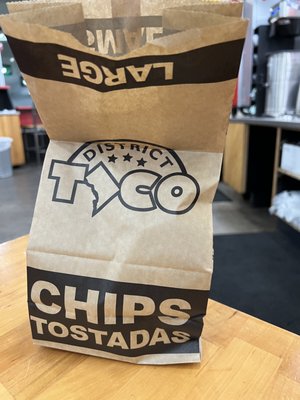 LARGE
DISTRICT
TACO
CHIPS
TOSTADAS